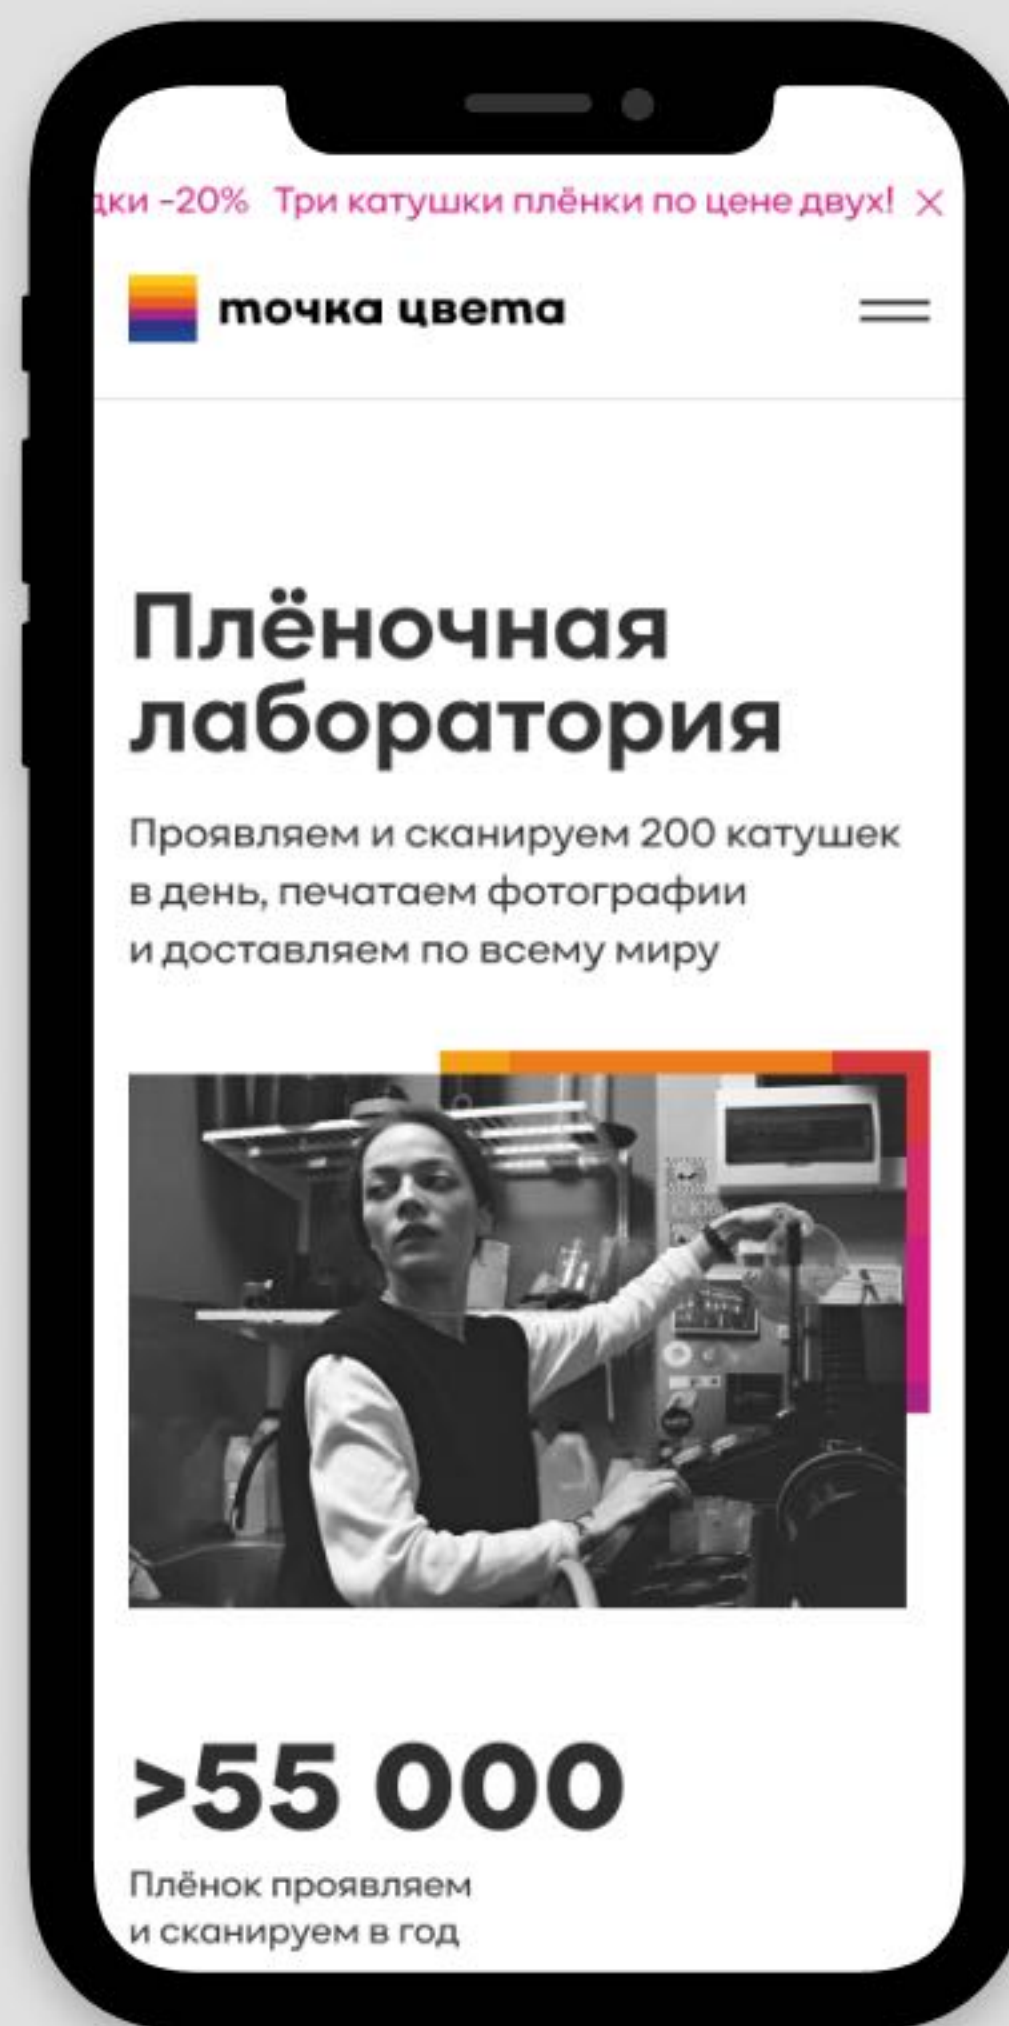 -20% Три катушки плёнки по цене двух!
точка цвета
Плёночная
лаборатория
Проявляем и сканируем 200 катушек
в день, печатаем фотографии
и доставляем по всему миру
>55 000
Плёнок проявляем
и сканируем в год